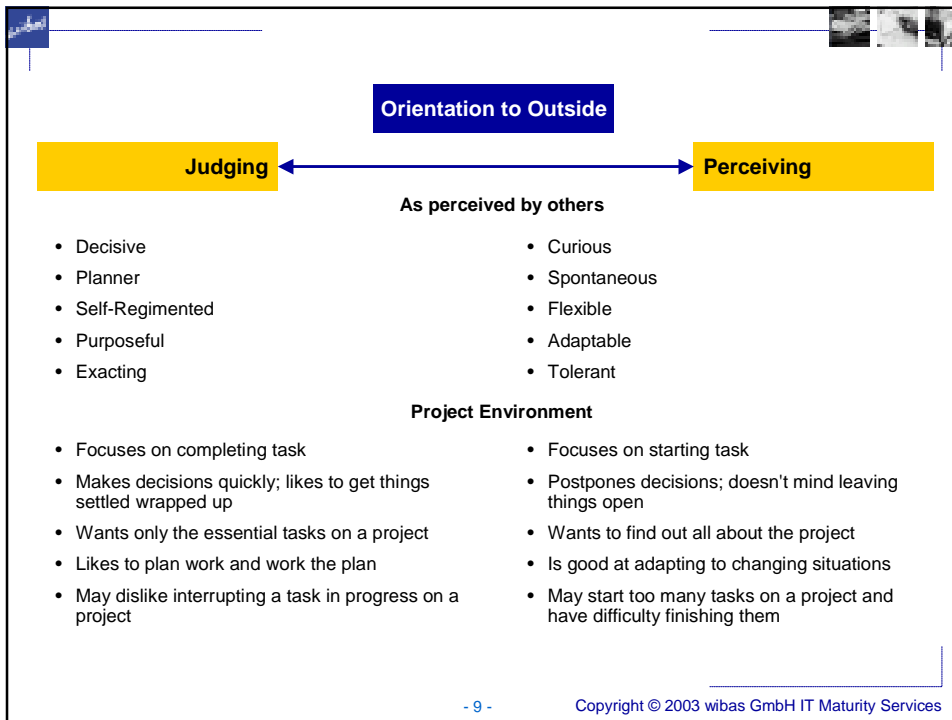 Orientation to Outside
Judging
Perceiving
As perceived by others
• Decisive
• Planner
• Self-Regimented
• Purposeful
• Exacting
• Curious
• Spontaneous
• Flexible
• Adaptable
• Tolerant
Project Environment
• Focuses on completing task
• Makes decisions quickly; likes to get things
settled wrapped up
• Wants only the essential tasks on a project
• Likes to plan work and work the plan
• May dislike interrupting a task in progress on a
project
• Focuses on starting task
• Postpones decisions; doesn't mind leaving
things open
• Wants to find out all about the project
• Is good at adapting to changing situations
• May start too many tasks on a project and
have difficulty finishing them
- 9 -
Copyright © 2003 wibas GmbH IT Maturity Services